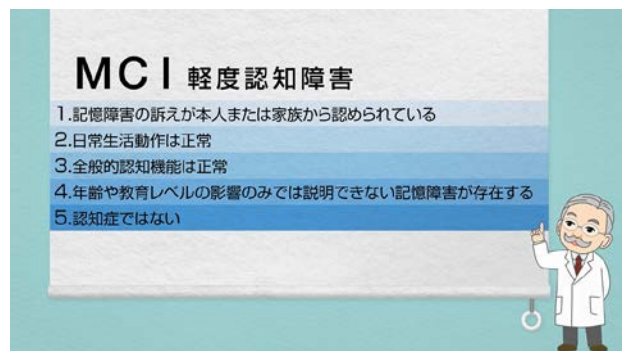 MCI 軽度認知障害
1.記憶障害の訴えが本人または家族から認められている
2.日常生活動作は正常
3.全般的認知機能は正常
4.年齢や教育レベルの影響のみでは説明できない記憶障害が存在する
5.認知症ではない